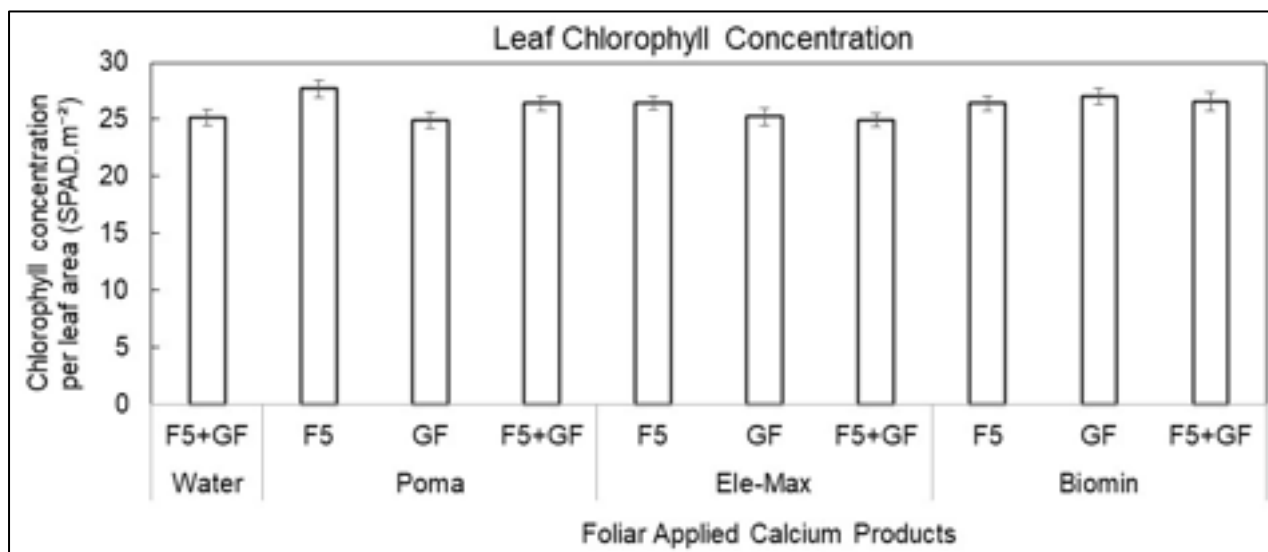 Leaf Chlorophyll Concentration
Chlorophyll concentration
per leaf area (SPAD.m⁻²)
30
25
20
15
10
5
0
F5+GF F5 GF F5+GF F5 GF F5+GF F5 GF F5+GF
Water Poma Ele-Max Biomin
Foliar Applied Calcium Products